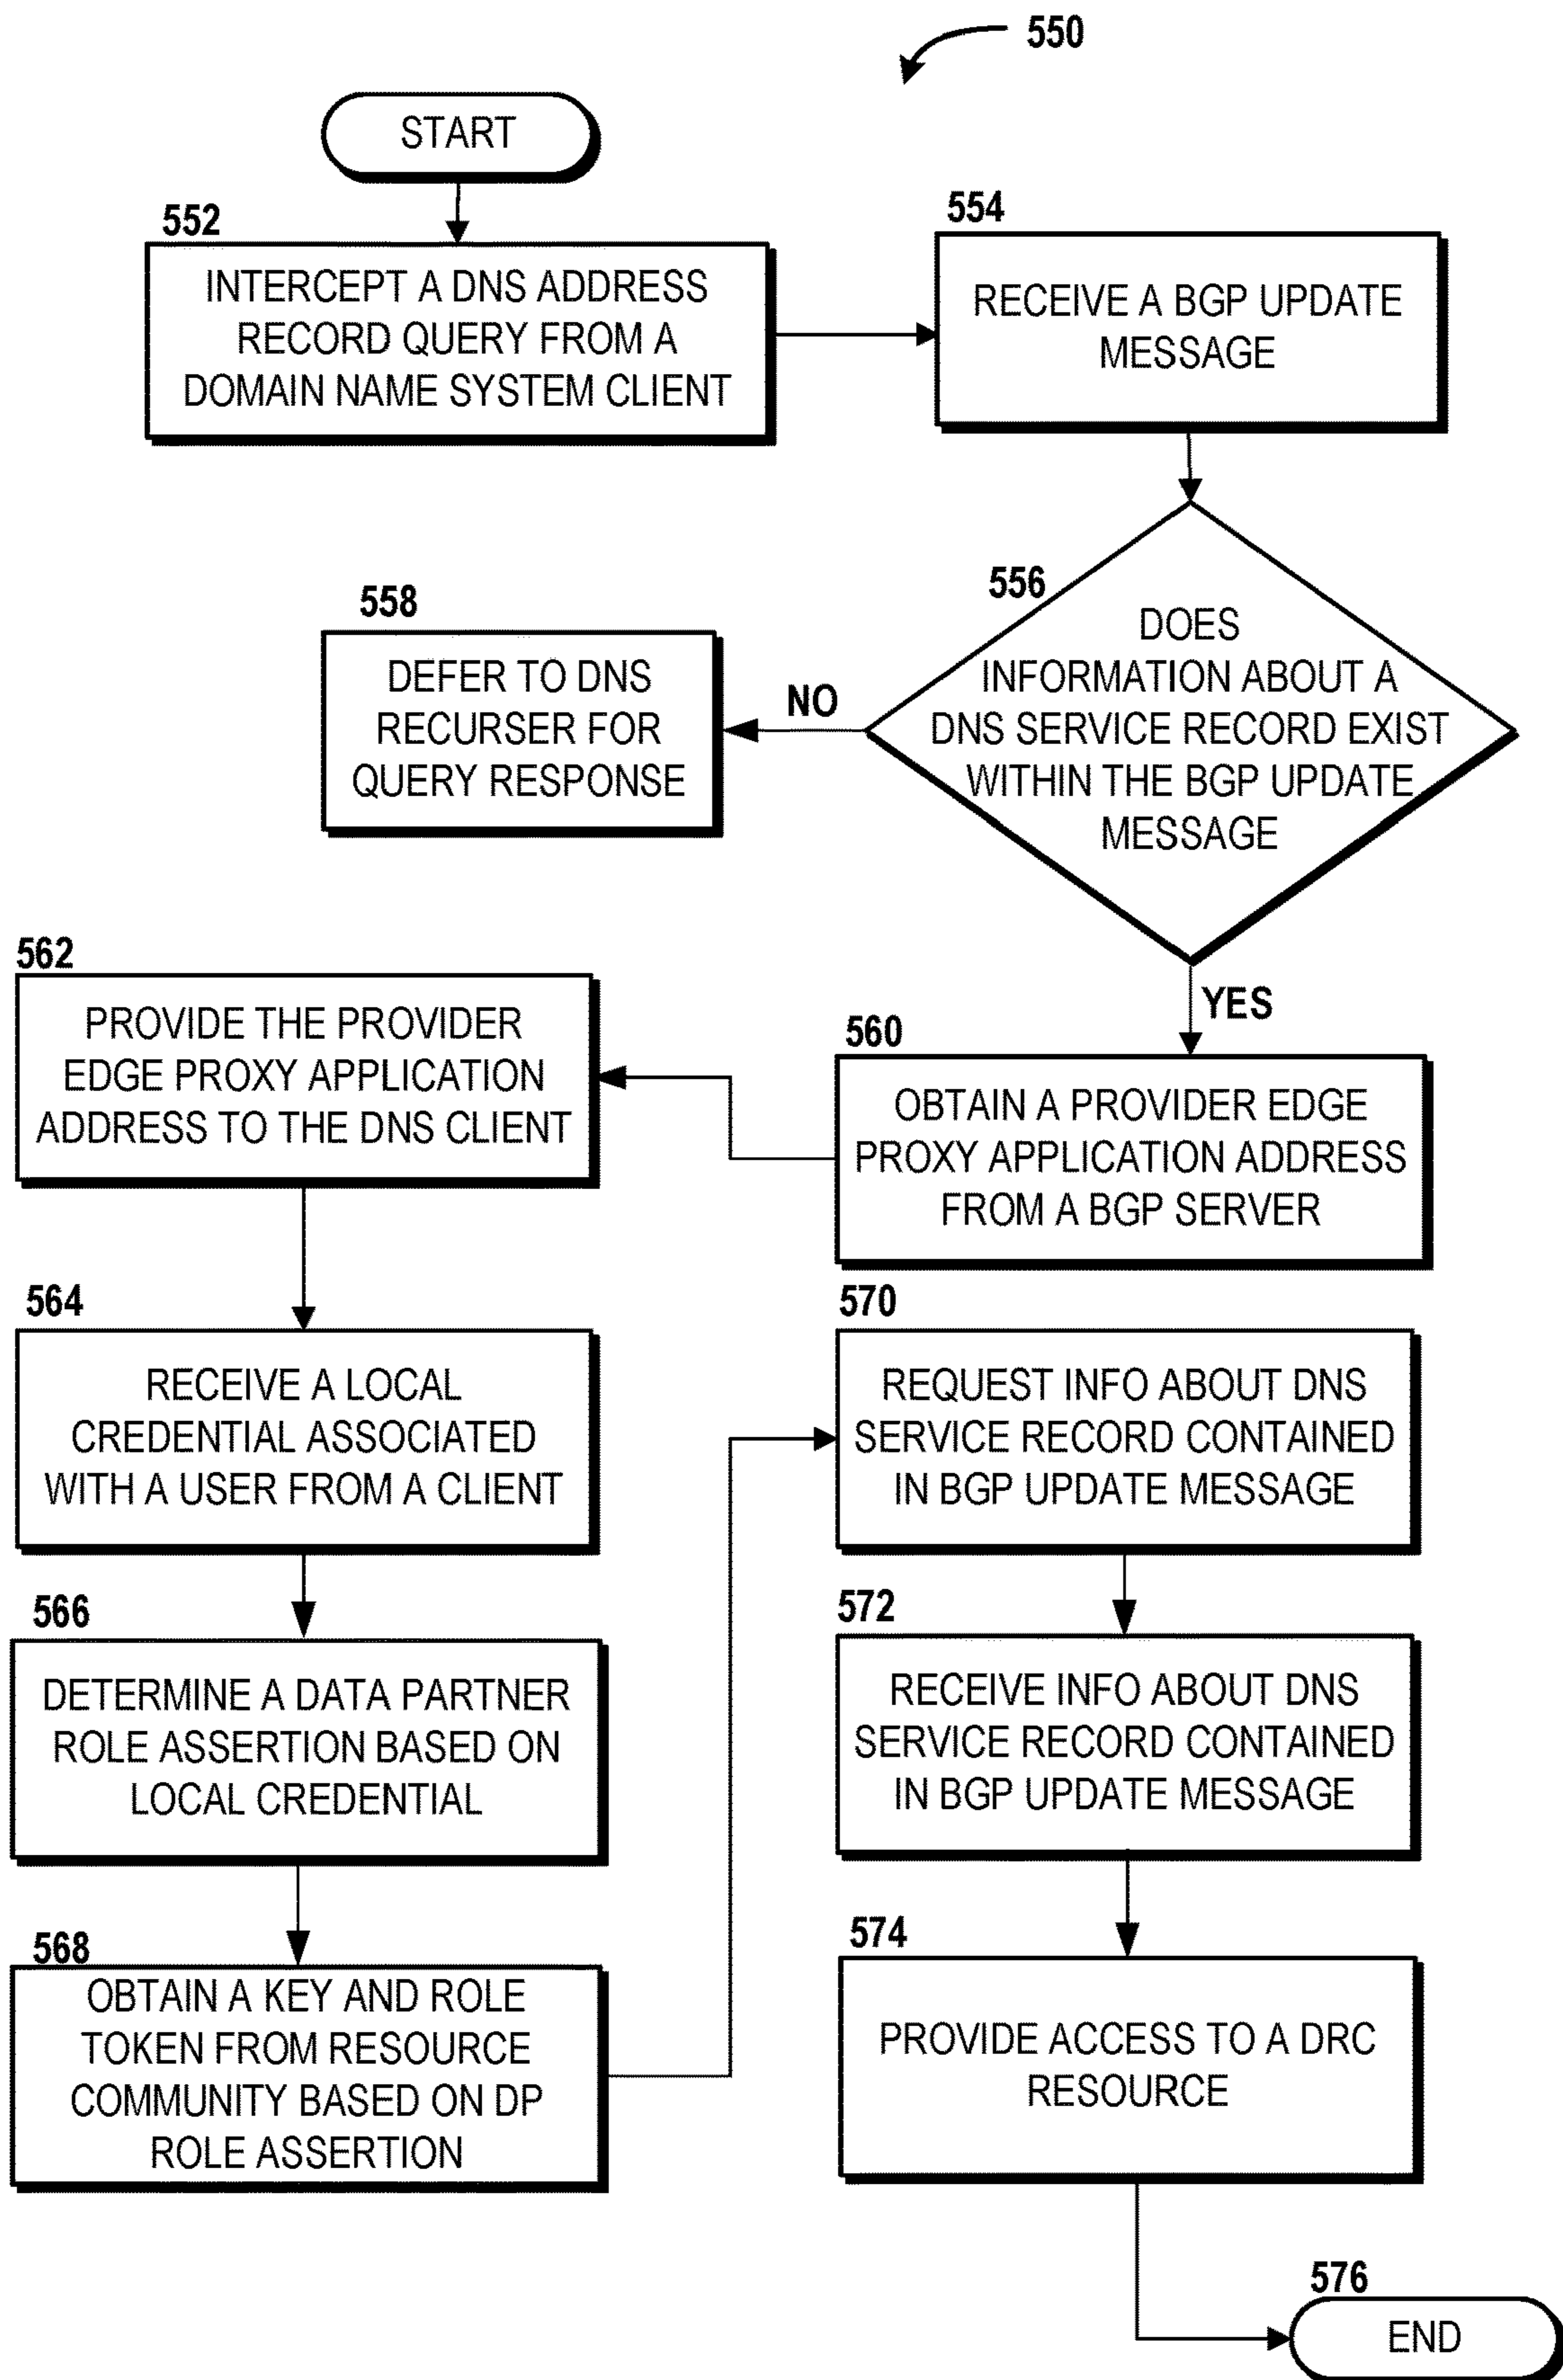 550
START
552
INTERCEPT A DNS ADDRESS
RECORD QUERY FROM A
DOMAIN NAME SYSTEM CLIENT
554
RECEIVE A BGP UPDATE
MESSAGE
556
DOES
INFORMATION ABOUT A
DNS SERVICE RECORD EXIST
WITHIN THE BGP UPDATE
MESSAGE
NO
558
DEFER TO DNS
RECURSER FOR
QUERY RESPONSE
YES
560
OBTAIN A PROVIDER EDGE
PROXY APPLICATION ADDRESS
FROM A BGP SERVER
562
PROVIDE THE PROVIDER
EDGE PROXY APPLICATION
ADDRESS TO THE DNS CLIENT
564
RECEIVE A LOCAL
CREDENTIAL ASSOCIATED
WITH A USER FROM A CLIENT
566
DETERMINE A DATA PARTNER
ROLE ASSERTION BASED ON
LOCAL CREDENTIAL
568
OBTAIN A KEY AND ROLE
TOKEN FROM RESOURCE
COMMUNITY BASED ON DP
ROLE ASSERTION
570
REQUEST INFO ABOUT DNS
SERVICE RECORD CONTAINED
IN BGP UPDATE MESSAGE
572
RECEIVE INFO ABOUT DNS
SERVICE RECORD CONTAINED
IN BGP UPDATE MESSAGE
574
PROVIDE ACCESS TO A DRC
RESOURCE
576
END